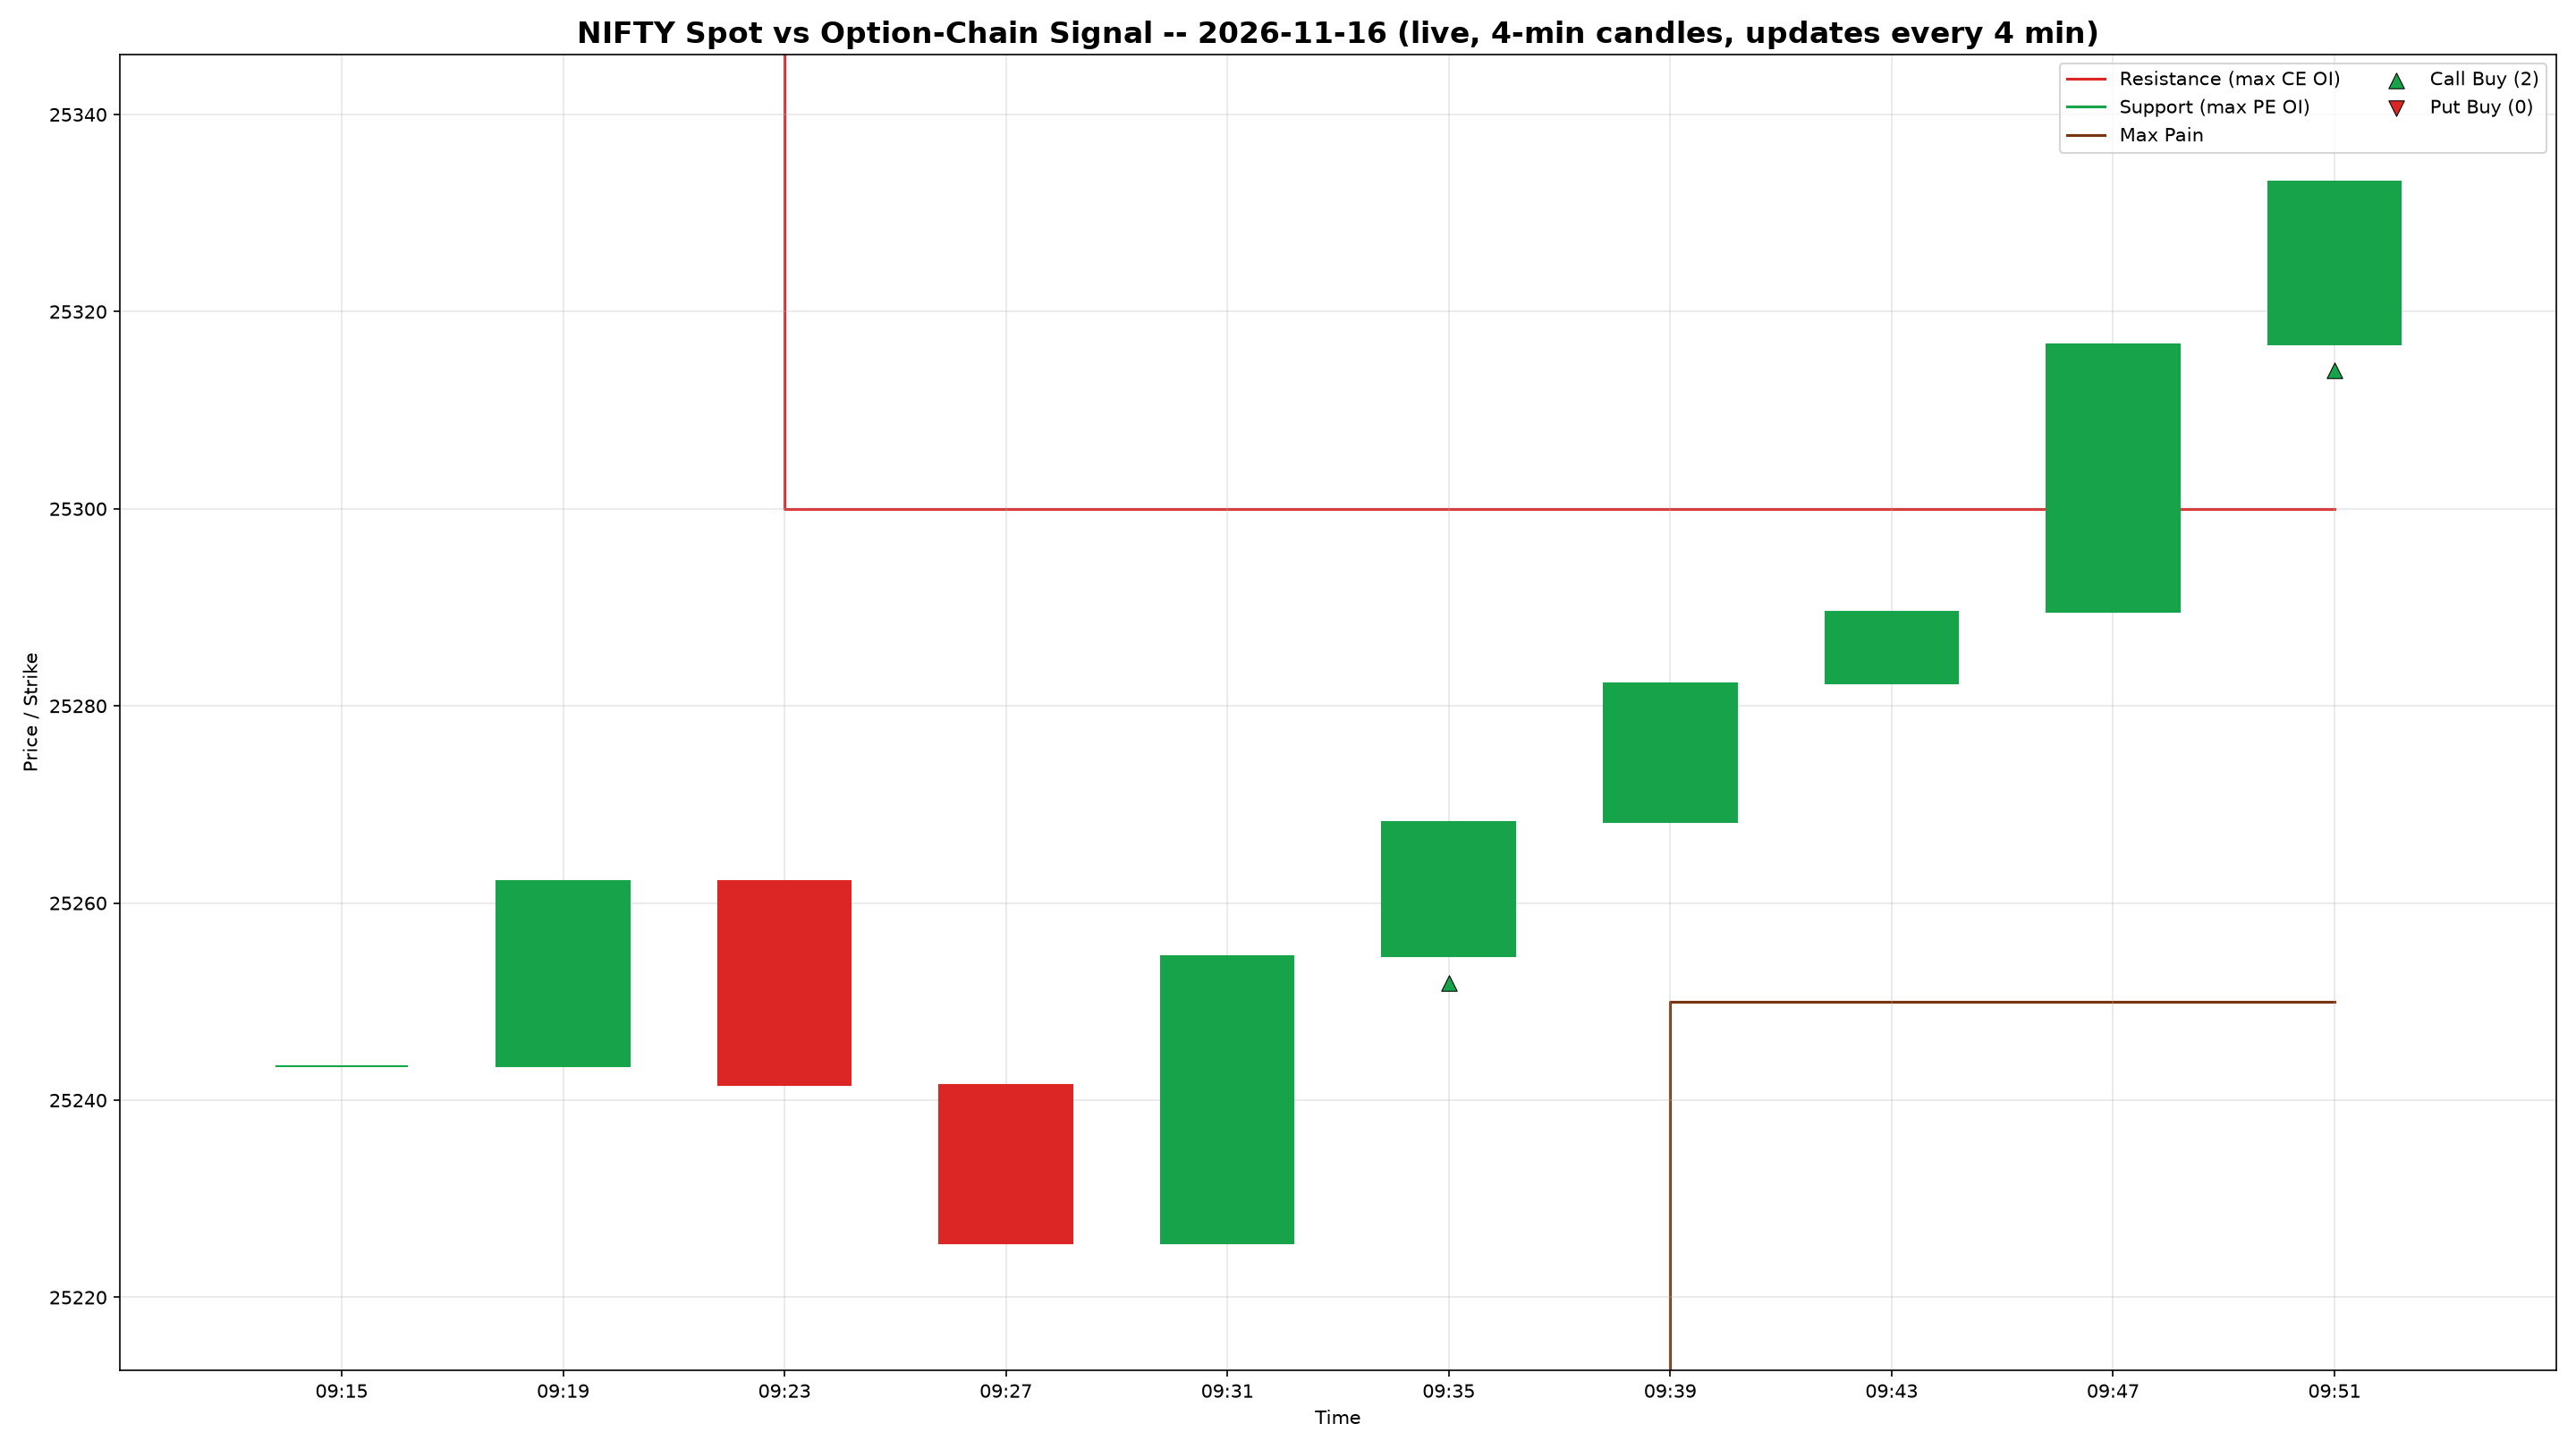 NIFTY Spot vs Option-Chain Signal -- 2026-11-16 (live, 4-min candles, updates every 4 min)
Resistance (max CE OI)
Support (max PE OI)
Max Pain
Call Buy (2)
Put Buy (0)
Price / Strike
25340
25320
25300
25280
25260
25240
25220
09:15 09:19 09:23 09:27 09:31 09:35 09:39 09:43 09:47 09:51
Time